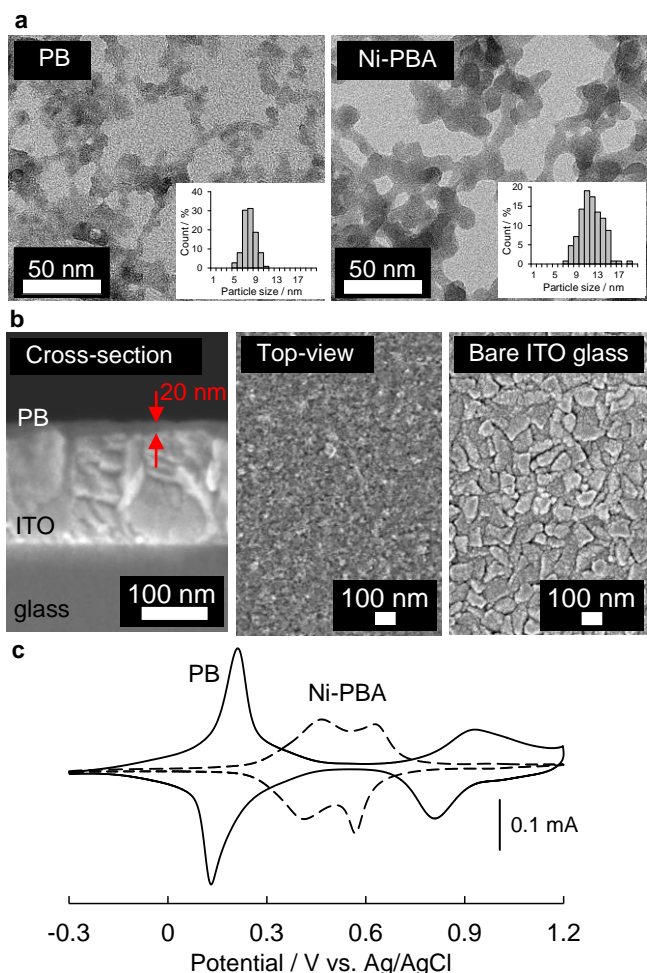 a
PB
Ni-PBA
40
30
20
10
0
Count / %
1 5 9 13 17
Particle size / nm
50 nm
20
15
10
5
0
Count / %
1 5 9 13 17
Particle size / nm
50 nm
b
Cross-section
Top-view
Bare ITO glass
20 nm
PB
ITO
glass
100 nm
100 nm
100 nm
c
PB
Ni-PBA
0.1 mA
-0.3 0 0.3 0.6 0.9 1.2
Potential / V vs. Ag/AgCl